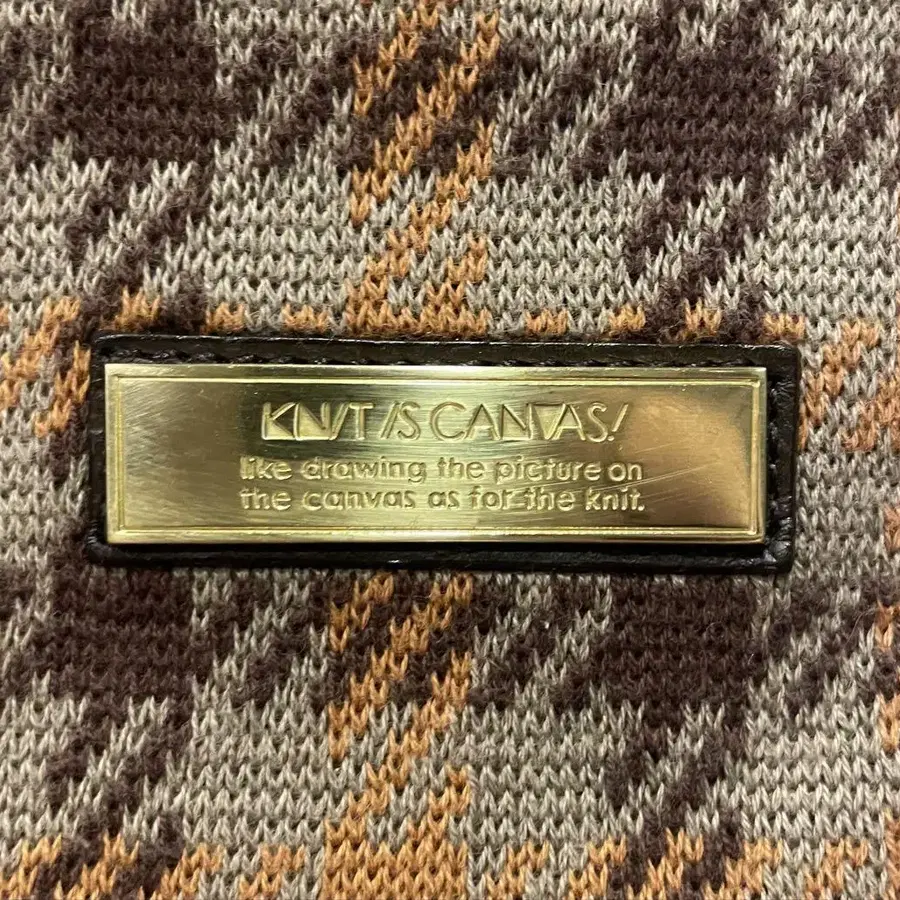 KNIT IS CANVAS!
like drawing the picture on
the canvas as for the knit.